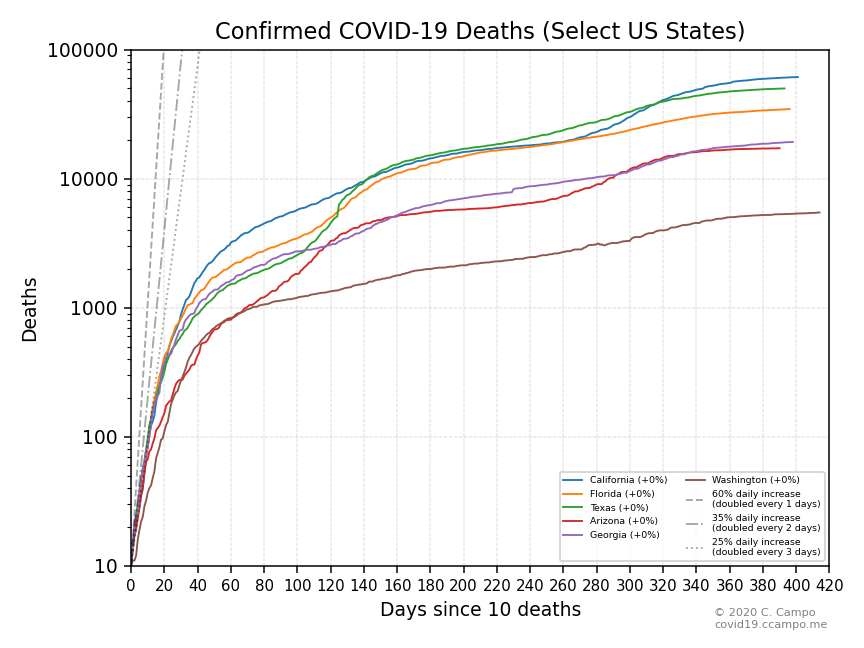 Confirmed COVID-19 Deaths (Select US States)
100000
10000
1000
100
10
Deaths
0 20 40 60 80 100 120 140 160 180 200 220 240 260 280 300 320 340 360 380 400 420
Days since 10 deaths
California (+0%)
Florida (+0%)
Texas (+0%)
Arizona (+0%)
Georgia (+0%)
Washington (+0%)
60% daily increase
(doubled every 1 days)
35% daily increase
(doubled every 2 days)
25% daily increase
(doubled every 3 days)
© 2020 C. Campo
covid19.ccampo.me